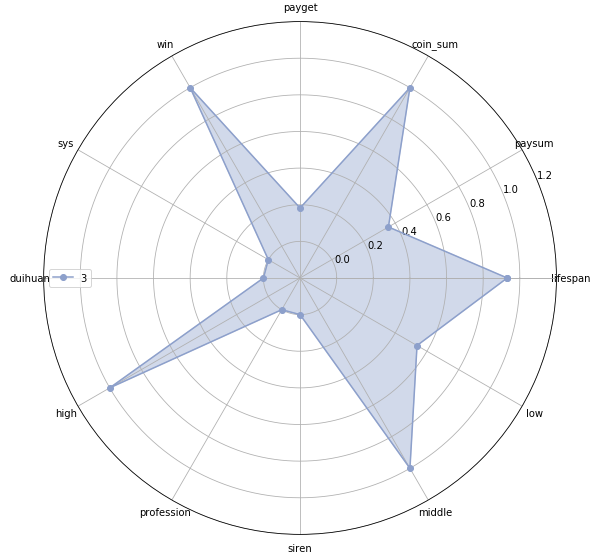 payget
win
coin_sum
sys
paysum
1.2
1.0
0.8
0.6
0.4
0.2
0.0
duihuan
3
lifespan
high
low
profession
middle
siren